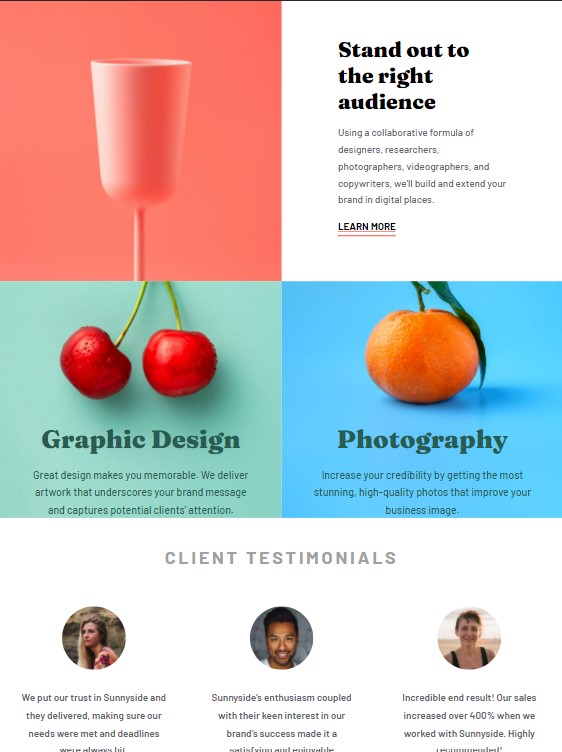 Stand out to
the right
audience
Using a collaborative formula of
designers, researchers,
photographers, videographers, and
copywriters, we'll build and extend your
brand in digital places.
LEARN MORE
Graphic Design
Great design makes you memorable. We deliver
artwork that underscores your brand message
and captures potential clients' attention.
Photography
Increase your credibility by getting the most
stunning, high-quality photos that improve your
business image.
CLIENT TESTIMONIALS
We put our trust in Sunnyside and
they delivered, making sure our
needs were met and deadlines
were always hit.
Sunnyside's enthusiasm coupled
with their keen interest in our
brand's success made it a
satisfying and enjoyable
Incredible end result! Our sales
increased over 400% when we
worked with Sunnyside. Highly
recommended!